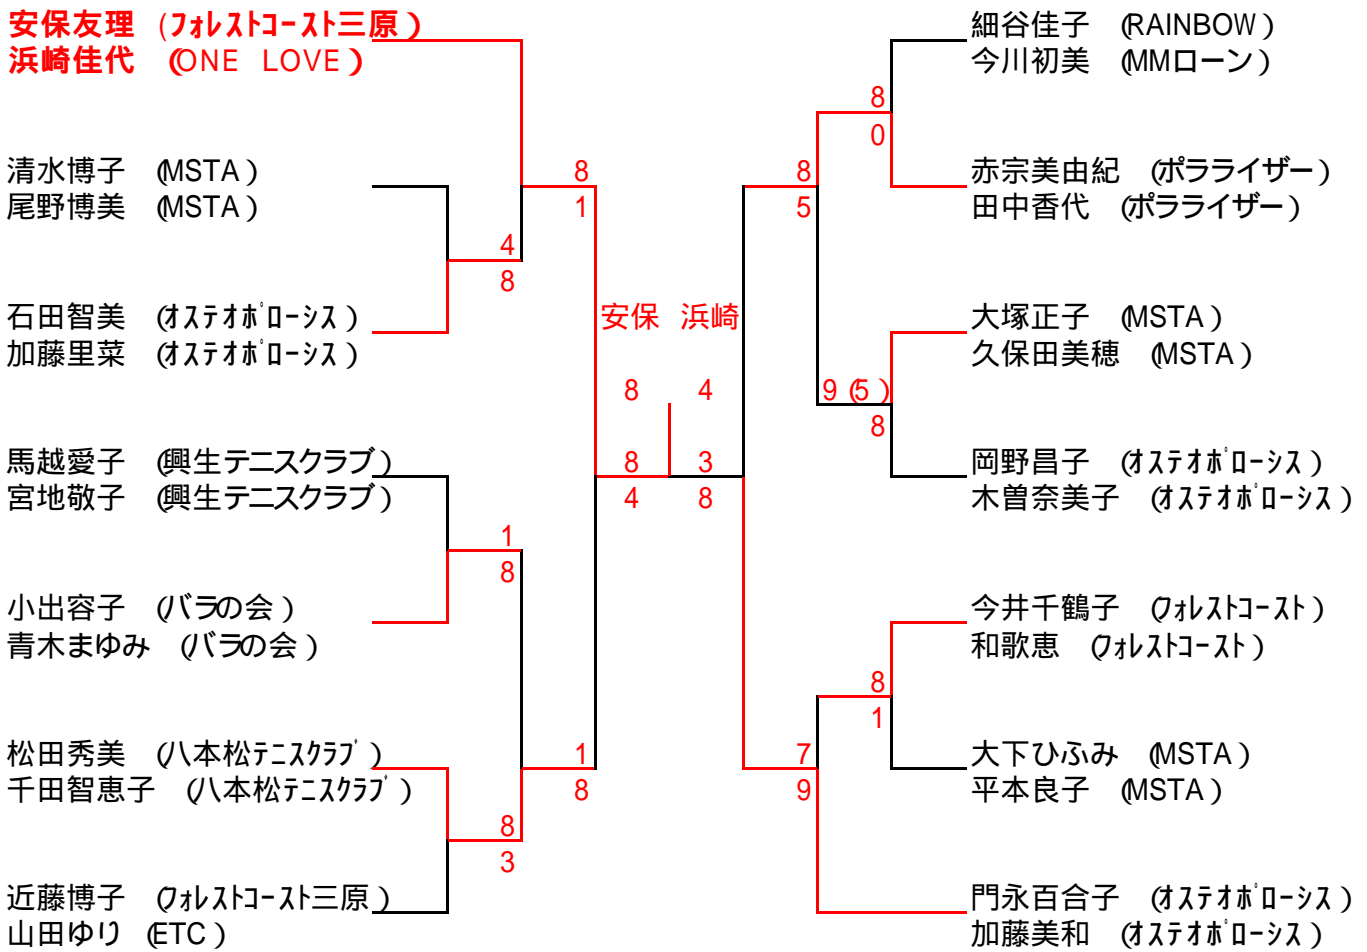 安保友理 (フォレストコースト三原)
浜崎佳代 (ONE LOVE)
清水博子 (MSTA)
尾野博美 (MSTA)
石田智美 (オステオポローシス)
加藤里菜 (オステオポローシス)
馬越愛子 (興生テニスクラブ)
宮地敬子 (興生テニスクラブ)
小出容子 (バラの会)
青木まゆみ (バラの会)
松田秀美 (八本松テニスクラブ)
千田智恵子 (八本松テニスクラブ)
近藤博子 (フォレストコースト三原)
山田ゆり (ETC)
4
8
1
8
8
3
8
1
1
8
安保 浜崎
8 4
8 3
4 8
8
5
7
9
8
0
9(5)
8
8
1
細谷佳子 (RAINBOW)
今川初美 (MMローン)
赤宗美由紀 (ポラライザー)
田中香代 (ポラライザー)
大塚正子 (MSTA)
久保田美穂 (MSTA)
岡野昌子 (オステオポローシス)
木曽奈美子 (オステオポローシス)
今井千鶴子 (フォレストコースト)
和歌恵 (フォレストコースト)
大下ひふみ (MSTA)
平本良子 (MSTA)
門永百合子 (オステオポローシス)
加藤美和 (オステオポローシス)